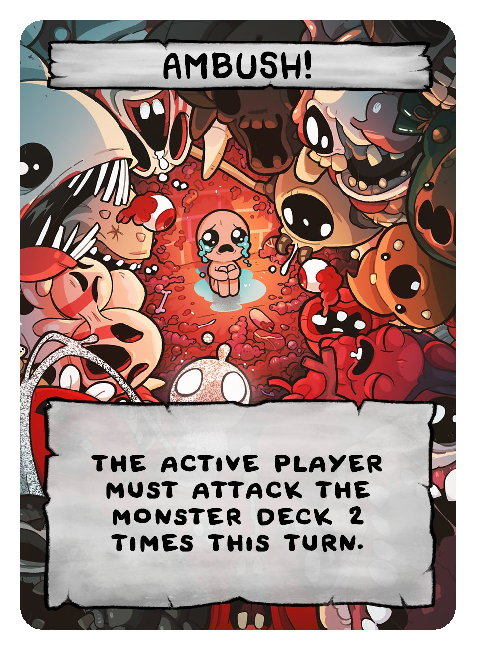 AMBUSH!
THE ACTIVE PLAYER
MUST ATTACK THE
MONSTER DECK 2
TIMES THIS TURN.